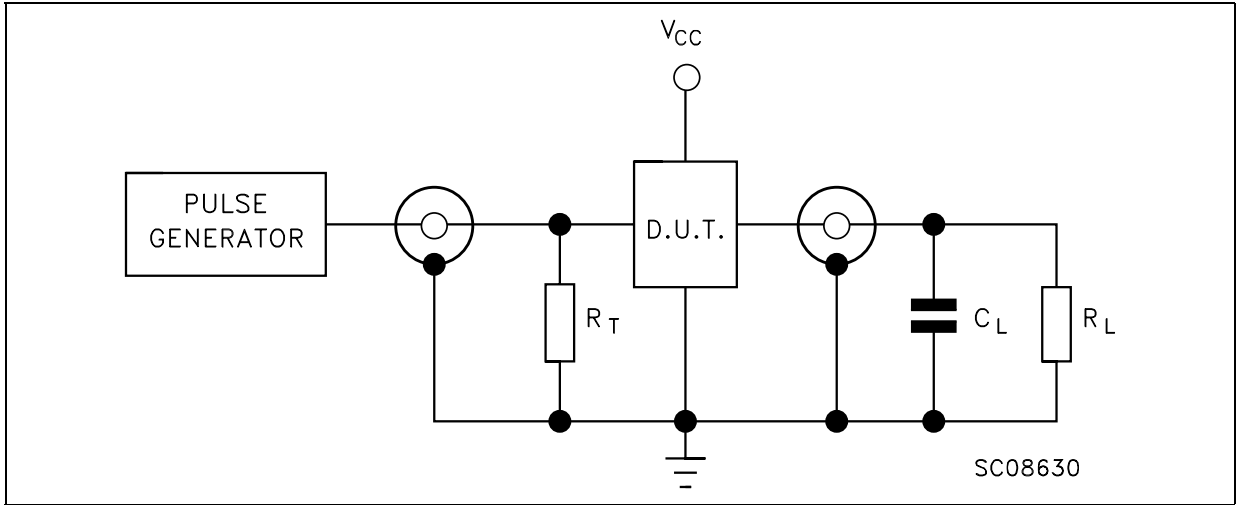 VCC
PULSE
GENERATOR
D.U.T.
RT
CL
RL
SC08630